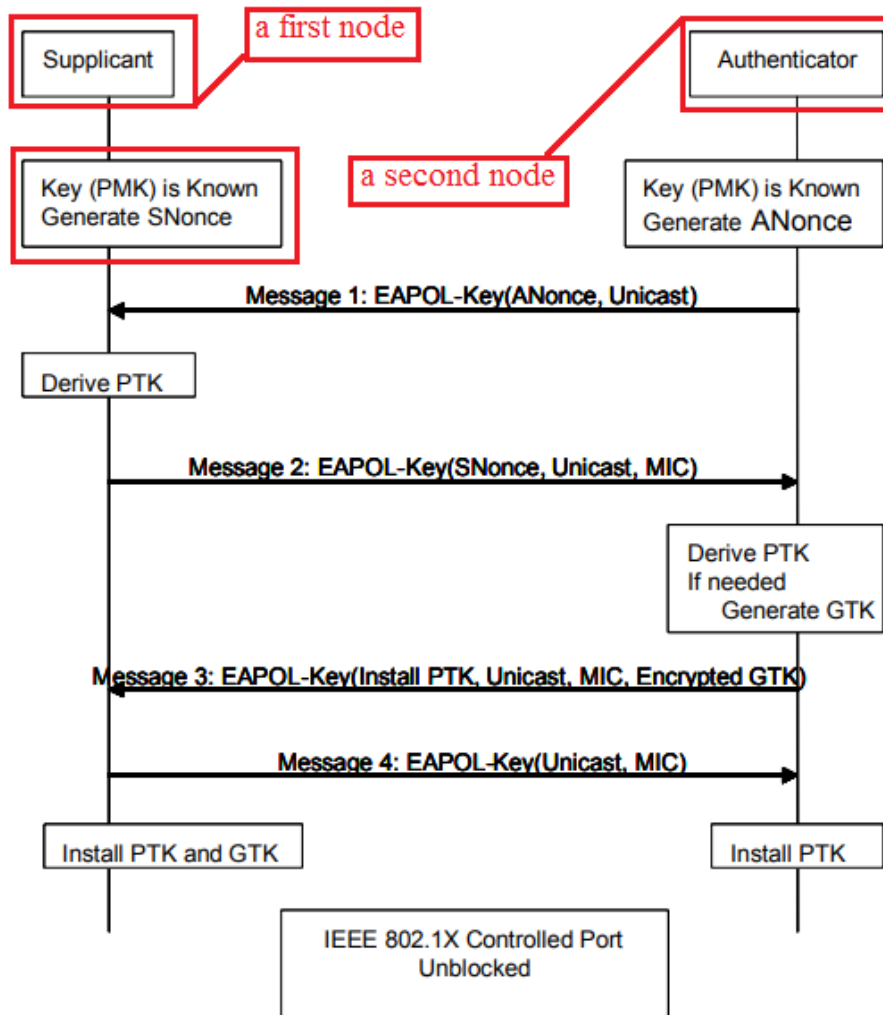 a first node
Supplicant
Authenticator
a second node
Key (PMK) is Known
Generate SNonce
Key (PMK) is Known
Generate ANonce
Message 1: EAPOL-Key(ANonce, Unicast)
Derive PTK
Message 2: EAPOL-Key(SNonce, Unicast, MIC)
Derive PTK
If needed
Generate GTK
Message 3: EAPOL-Key(Install PTK, Unicast, MIC, Encrypted GTK)
Message 4: EAPOL-Key(Unicast, MIC)
Install PTK and GTK
Install PTK
IEEE 802.1X Controlled Port
Unblocked